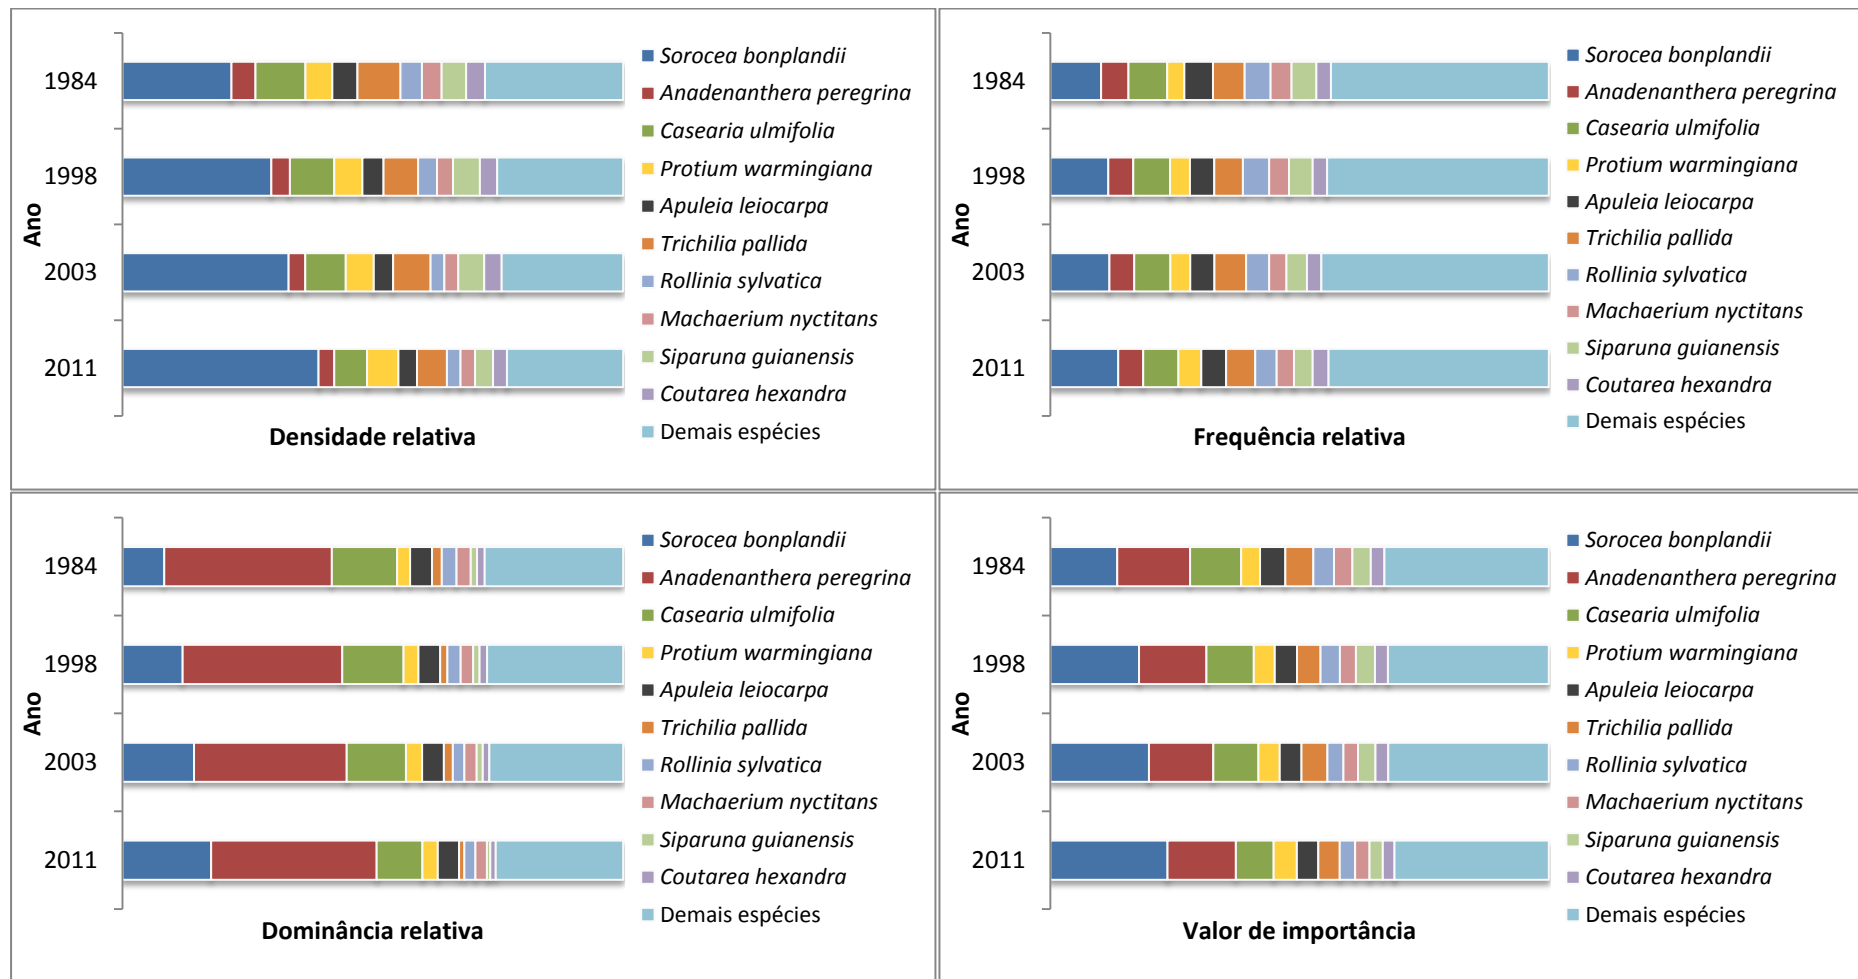 1984
1998
2003
2011
Ano
Densidade relativa
Sorocea bonplandii
Anadenanthera peregrina
Casearia ulmifolia
Protium warmingiana
Apuleia leiocarpa
Trichilia pallida
Rollinia sylvatica
Machaerium nyctitans
Siparuna guianensis
Coutarea hexandra
Demais espécies
1984
1998
2003
2011
Ano
Frequência relativa
Sorocea bonplandii
Anadenanthera peregrina
Casearia ulmifolia
Protium warmingiana
Apuleia leiocarpa
Trichilia pallida
Rollinia sylvatica
Machaerium nyctitans
Siparuna guianensis
Coutarea hexandra
Demais espécies
1984
1998
2003
2011
Ano
Dominância relativa
Sorocea bonplandii
Anadenanthera peregrina
Casearia ulmifolia
Protium warmingiana
Apuleia leiocarpa
Trichilia pallida
Rollinia sylvatica
Machaerium nyctitans
Siparuna guianensis
Coutarea hexandra
Demais espécies
1984
1998
2003
2011
Ano
Valor de importância
Sorocea bonplandii
Anadenanthera peregrina
Casearia ulmifolia
Protium warmingiana
Apuleia leiocarpa
Trichilia pallida
Rollinia sylvatica
Machaerium nyctitans
Siparuna guianensis
Coutarea hexandra
Demais espécies